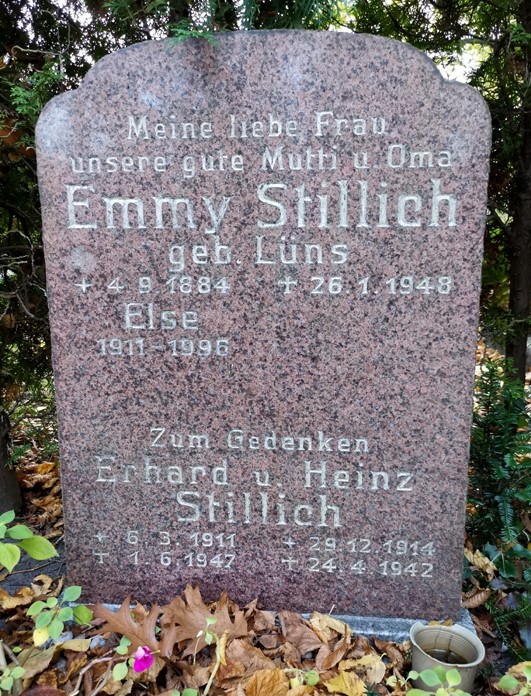 Meine liebe Frau
unsere gute Mutti u. Oma
Emmy Stillich
geb. Lüns
+ 4.9.1884 † 26.1.1948
Else
1911-1996
Zum Gedenken
Erhard u. Heinz
Stillich
* 6.3.1911 * 29.12.1914
† 1.6.1947 † 24.4.1942